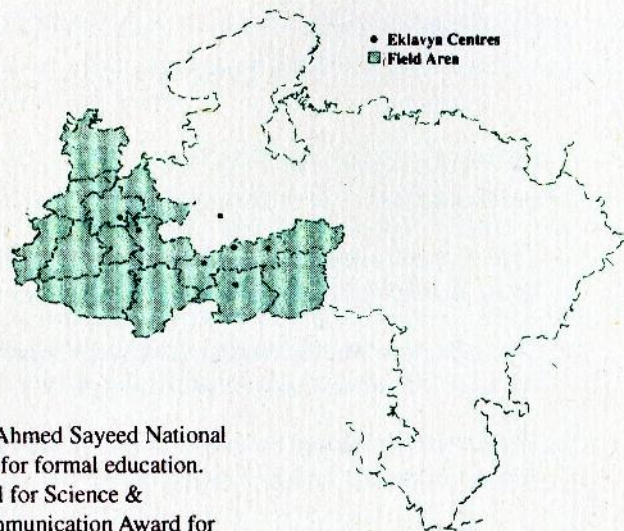 Eklavya Centres
Field Area
Ahmed Sayeed National
for formal education.
for Science &
munication Award for